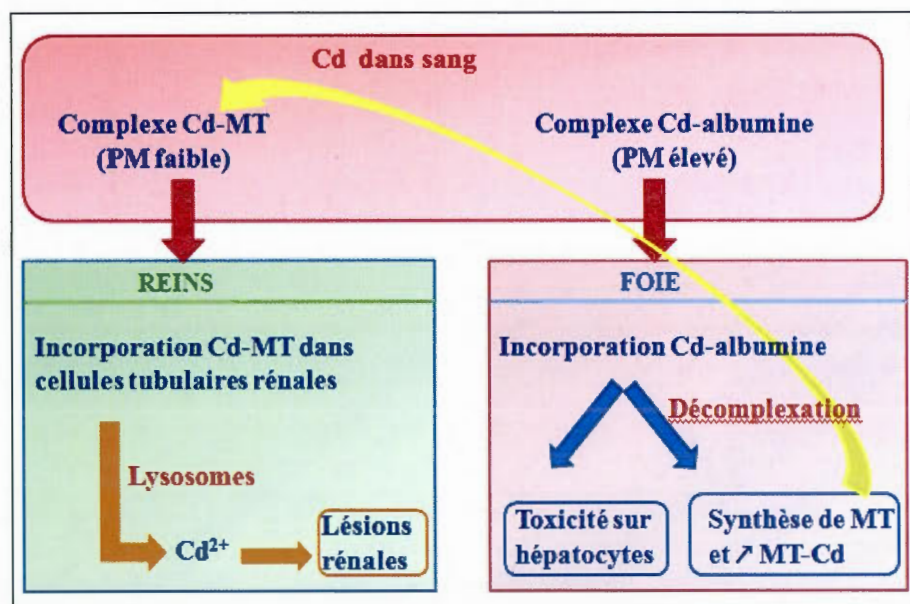 Cd dans sang
Complexe Cd-MT
(PM faible)
Complexe Cd-albumine
(PM élevé)
REINS
Incorporation Cd-MT dans
cellules tubulaires rénales
Lysosomes
Cd²⁺
Lésions
rénales
FOIE
Incorporation Cd-albumine
Décomplexation
Toxicité sur
hépatocytes
Synthèse de MT
et ↗ MT-Cd